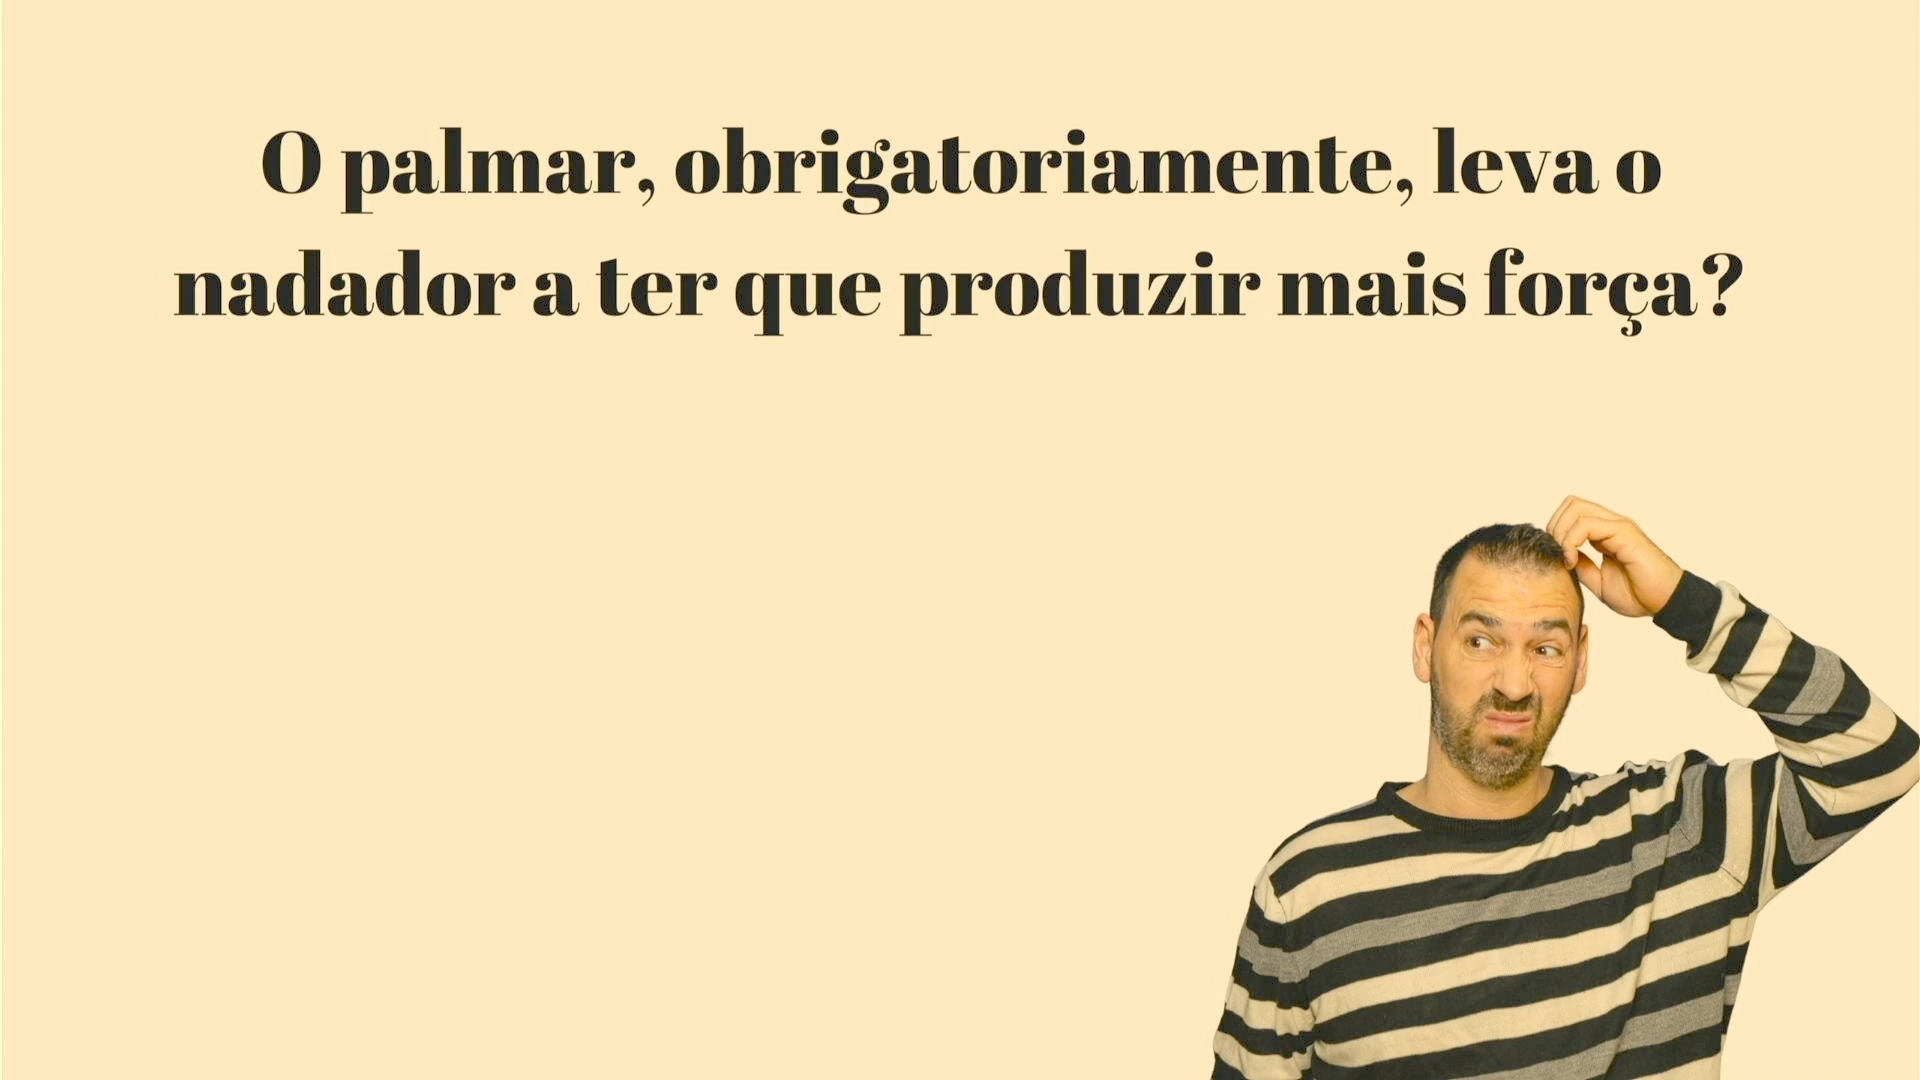 O palmar, obrigatoriamente, leva o
nadador a ter que produzir mais força?